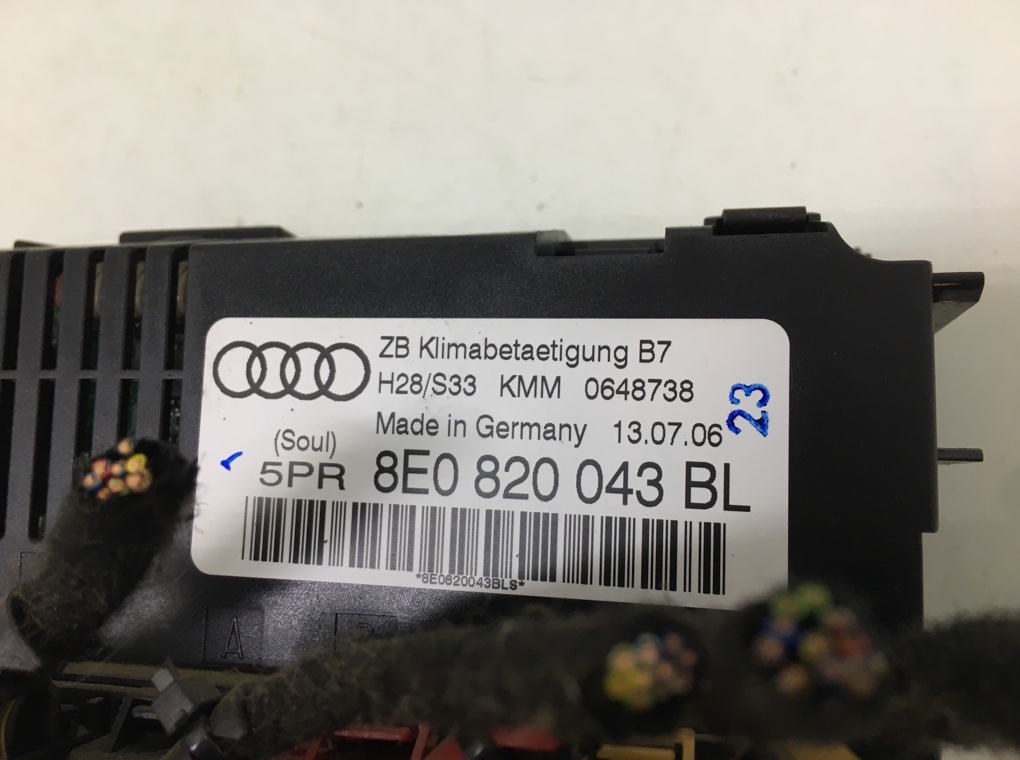 ZB Klimabetaetigung B7
H28/S33 KMM 0648738
Made in Germany 13.07.06
23
(Soul)
5PR 8E0 820 043 BL
*8E0820043BLS*
A